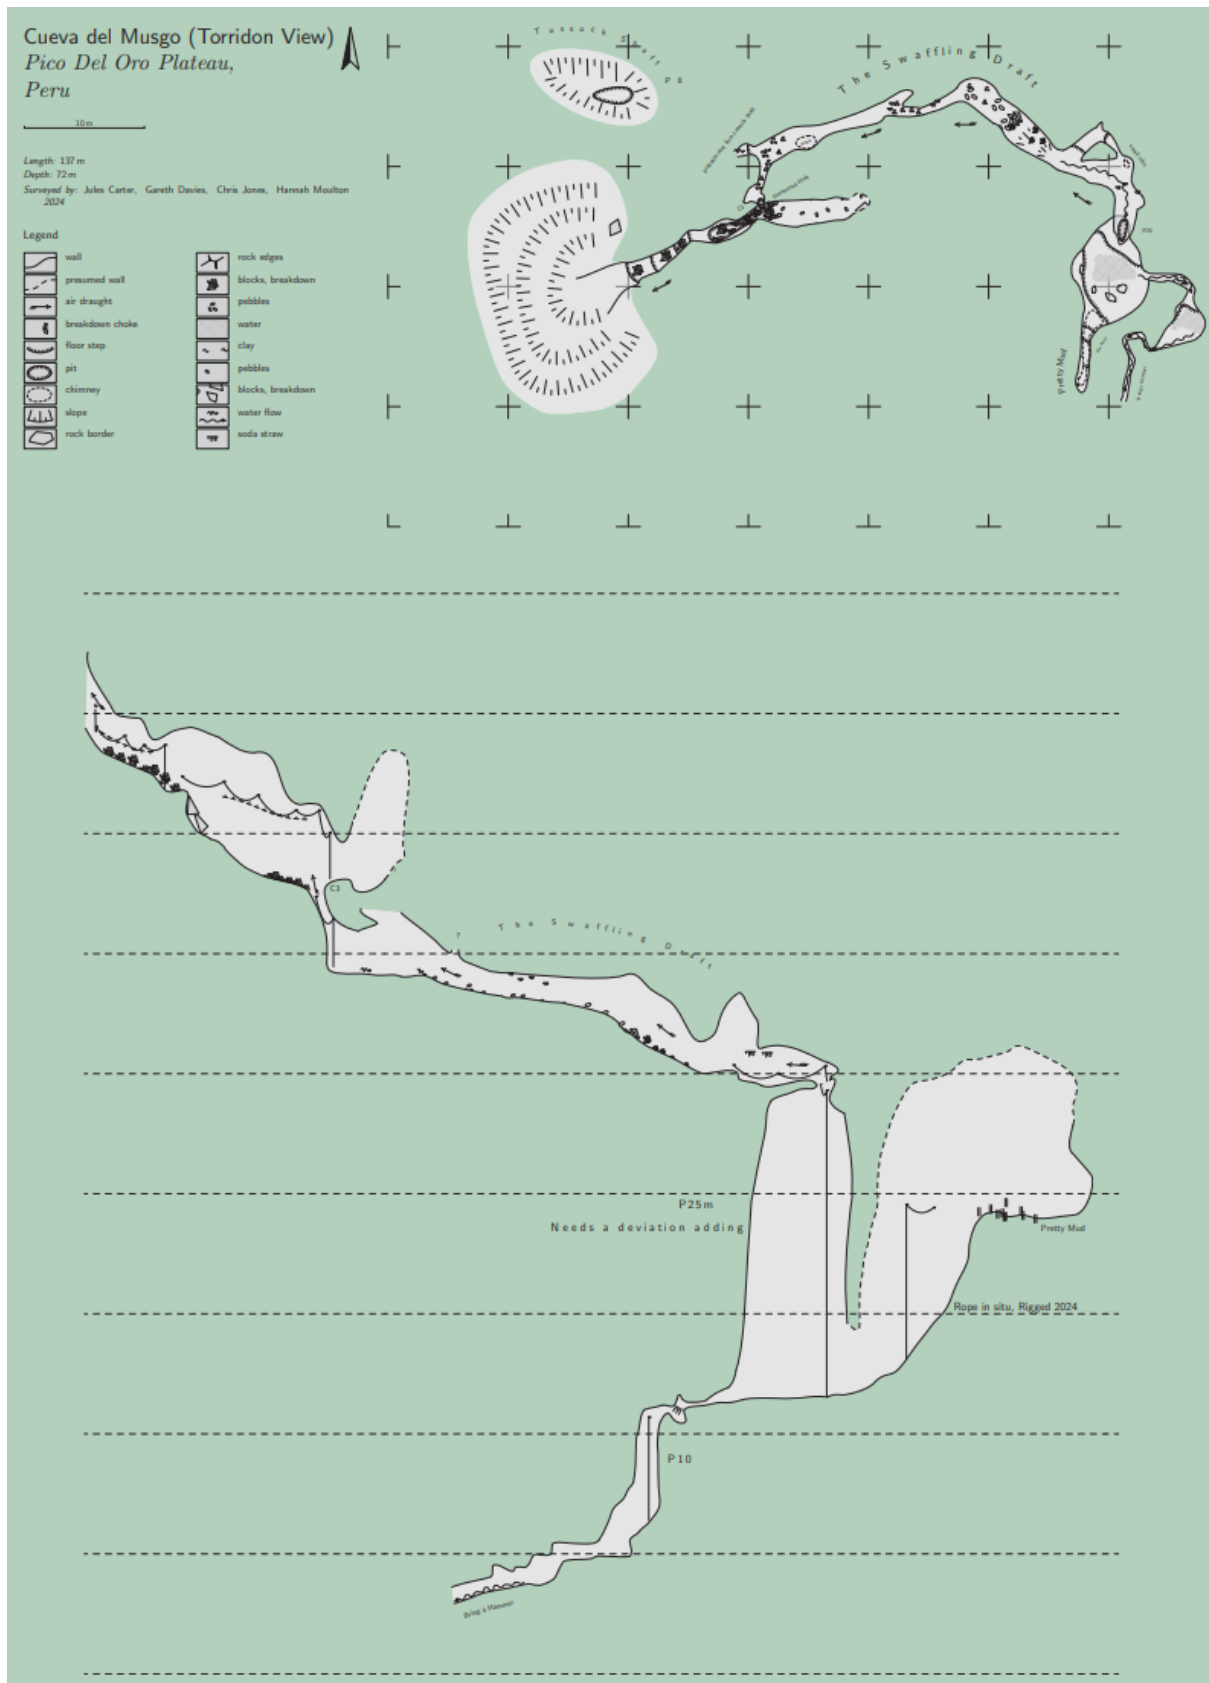 Cueva del Musgo (Torridon View)
Pico Del Oro Plateau,
Peru
10 m
Length: 137 m
Depth: 72 m
Surveyed by: Jules Carter, Gareth Davies, Chris Jones, Hannah Moulton
2024
Legend
wall
presumed wall
air draught
breakdown choke
floor step
pit
chimney
slope
rock border
rock edges
blocks, breakdown
pebbles
water
clay
pebbles
blocks, breakdown
water flow
soda straw
Tussock Shaft P8
The Swaffling Draft
C3
P25
Pretty Mud
C3
?
?
The Swaffling Draft
P25m
Needs a deviation adding
Pretty Mud
Rope in situ, Rigged 2024
P10
Bring a Hammer